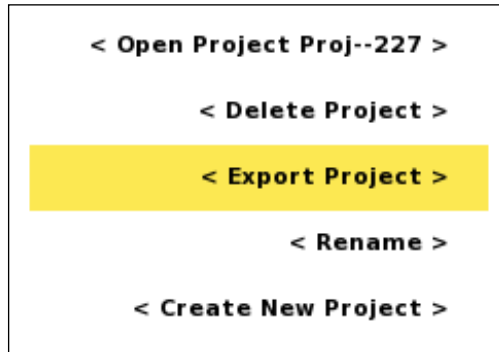 < Open Project Proj--227 >
< Delete Project >
< Export Project >
< Rename >
< Create New Project >